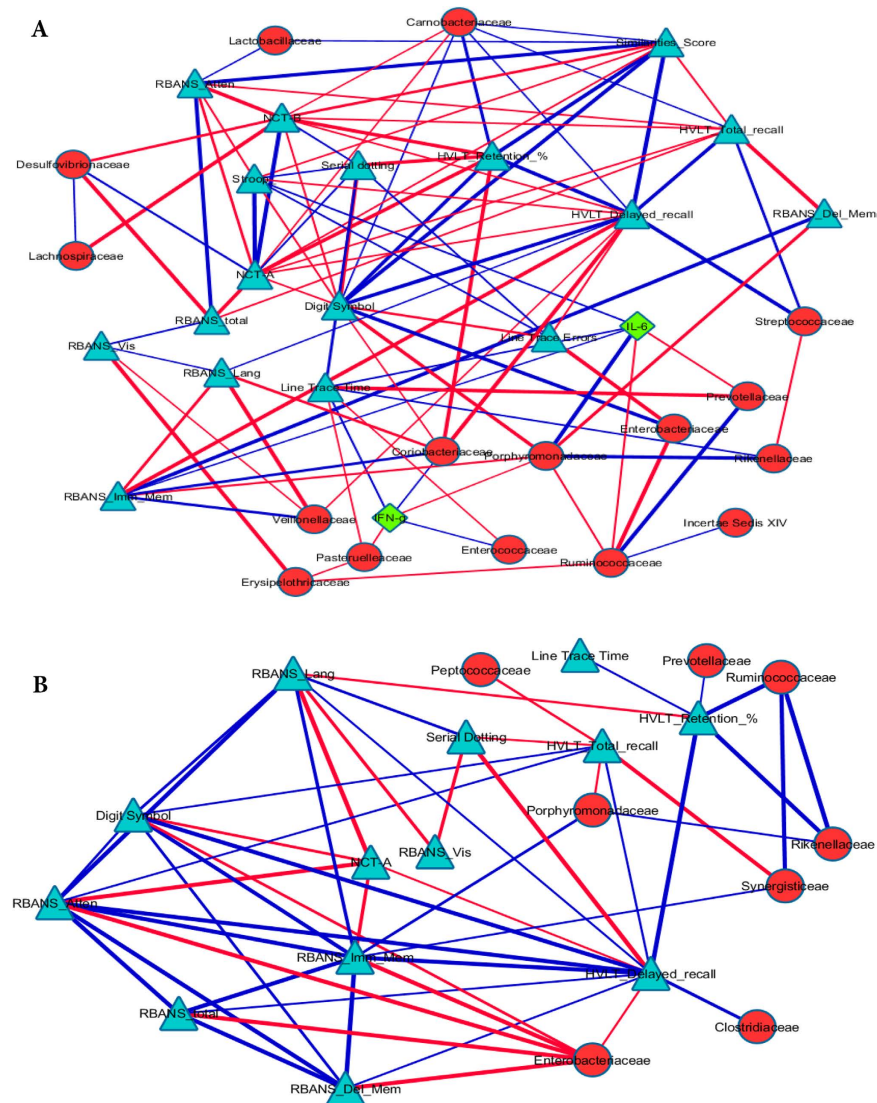 A
Carnobacteriaceae
Lactobacillaceae
Similarities_Score
RBANS_Atten
NCT-B
HVLT_Total_recall
Desulfovibrionaceae
Stroop
Serial dotting
HVLT_Retention_%
Lachnospiraceae
HVLT_Delayed_recall
RBANS_Del_Mem
NCT-A
Digit Symbol
RBANS_total
IL-6
Streptococcaceae
RBANS_Vis
Line Trace Errors
RBANS_Lang
Line Trace Time
Prevotellaceae
Enterobacteriaceae
Coriobacteriaceae
Porphyromonadaceae
Rikenellaceae
RBANS_Imm_Mem
Veillonellaceae
IFN-g
Incertae Sedis XIV
Pasteruelleaceae
Enterococcaceae
Erysipelothricaceae
Ruminococcaceae
B
RBANS_Lang
Peptococcaceae
Line Trace Time
Prevotellaceae
Ruminococcaceae
HVLT_Retention_%
Serial Dotting
HVLT_Total_recall
Digit Symbol
Porphyromonadaceae
NCT-A
RBANS_Vis
Rikenellaceae
Synergisticeae
RBANS_Atten
RBANS_Imm_Mem
HVLT_Delayed_recall
RBANS_total
Clostridiaceae
Enterobacteriaceae
RBANS_Del_Mem